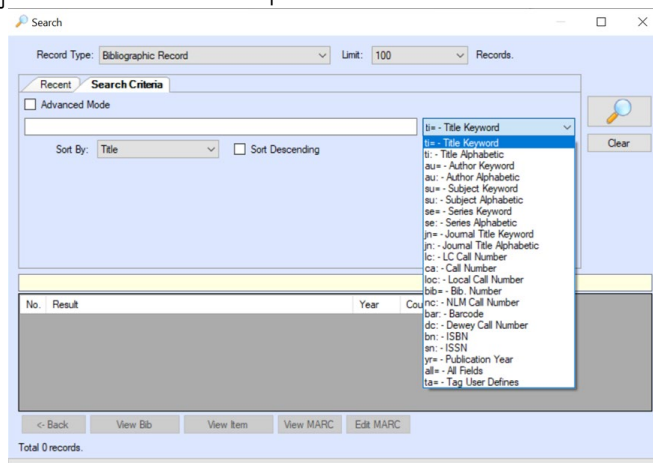 Search
Record Type: Bibliographic Record Limit: 100 Records.
Recent Search Criteria
Advanced Mode
ti= - Title Keyword
Sort By: Title Sort Descending
Clear
ti= - Title Keyword
ti: - Title Alphabetic
au= - Author Keyword
au: - Author Alphabetic
su= - Subject Keyword
su: - Subject Alphabetic
se= - Series Keyword
se: - Series Alphabetic
jn= - Journal Title Keyword
jn: - Journal Title Alphabetic
lc: - LC Call Number
ca: - Call Number
loc: - Local Call Number
bib= - Bib. Number
nc: - NLM Call Number
bar: - Barcode
dc: - Dewey Call Number
bn: - ISBN
sn: - ISSN
yr= - Publication Year
all= - All Fields
ta= - Tag User Defines
No. Result Year Cou
<- Back View Bib View Item View MARC Edit MARC
Total 0 records.